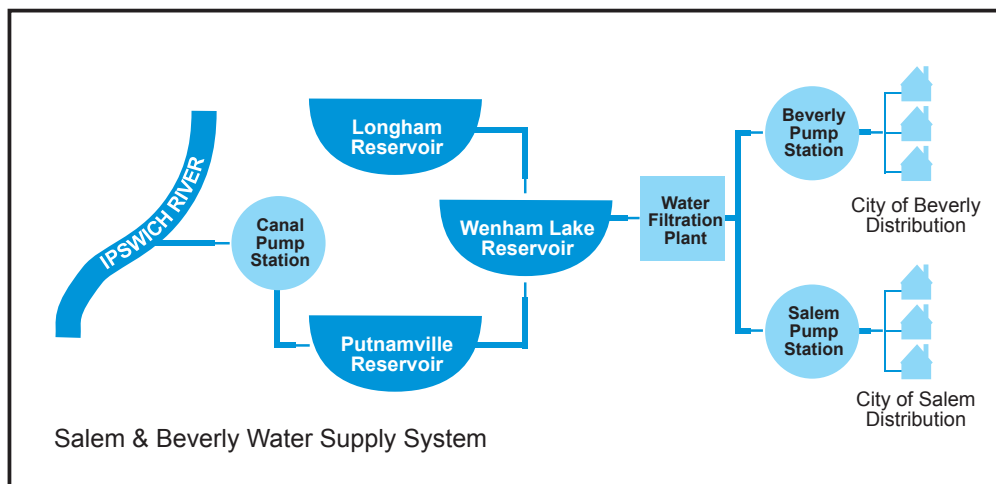 IPSWICH RIVER
Canal
Pump
Station
Longham
Reservoir
Putnamville
Reservoir
Wenham Lake
Reservoir
Water
Filtration
Plant
Beverly
Pump
Station
City of Beverly
Distribution
Salem
Pump
Station
City of Salem
Distribution
Salem & Beverly Water Supply System